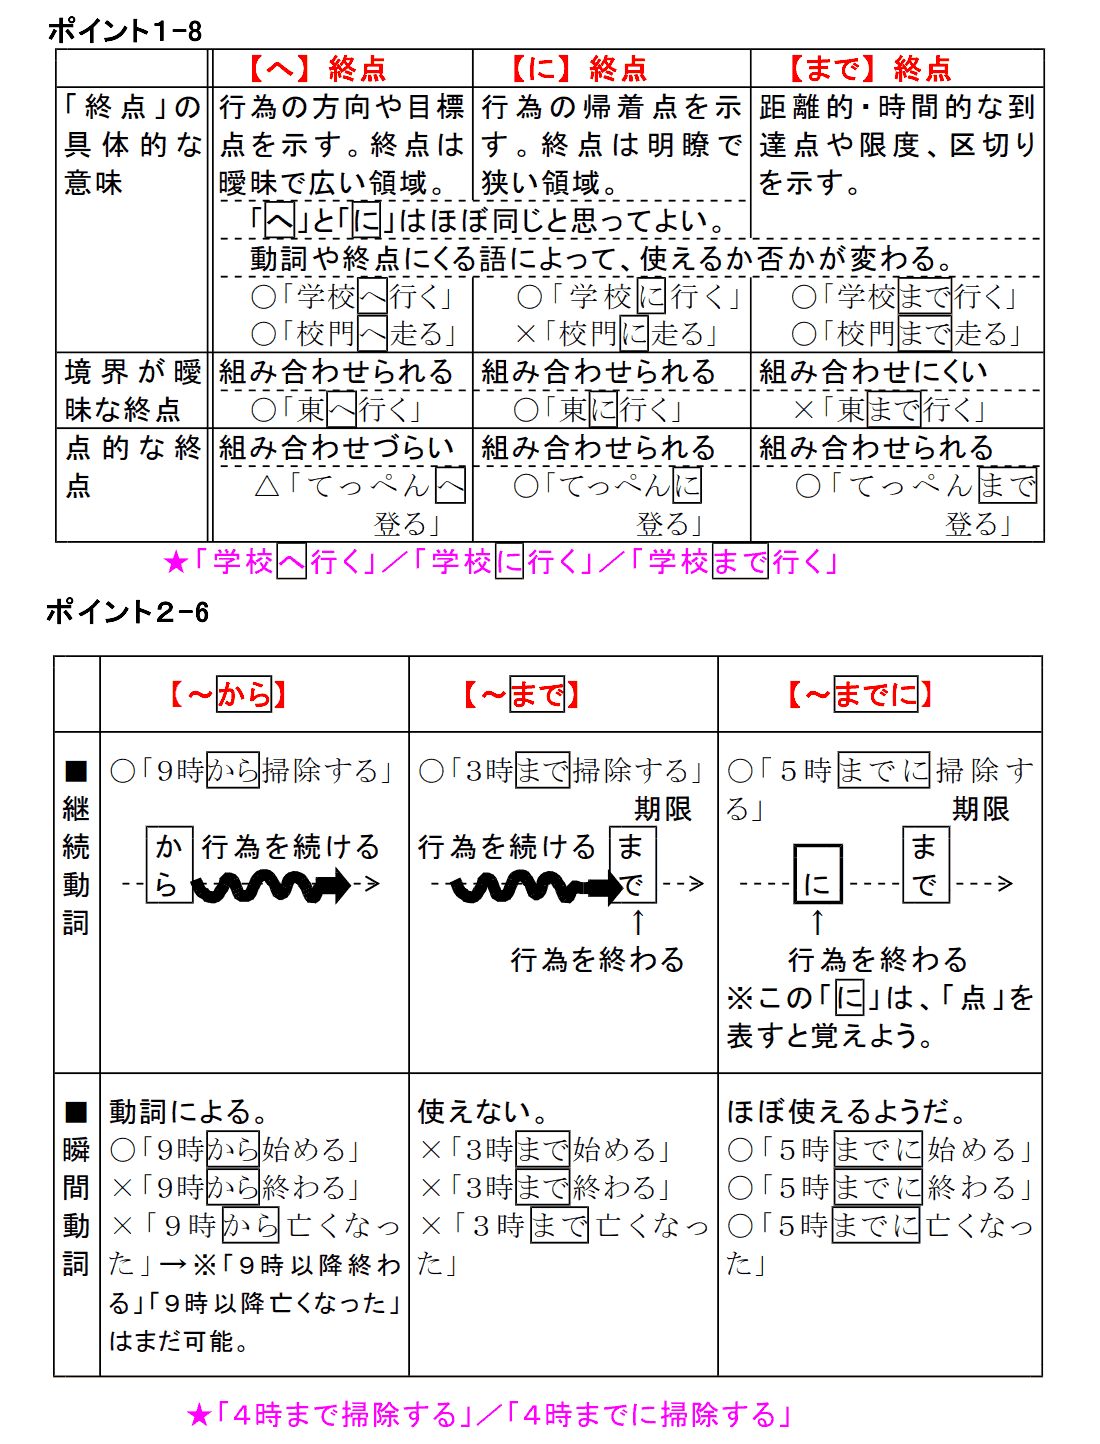 ポイント１-８
【へ】終点
【に】終点
【まで】終点
「終点」の
具体的な
意味
行為の方向や目標
点を示す。終点は
曖昧で広い領域。
行為の帰着点を示
す。終点は明瞭で
狭い領域。
距離的・時間的な到
達点や限度、区切り
を示す。
「へ」と「に」はほぼ同じと思ってよい。
動詞や終点にくる語によって、使えるか否かが変わる。
○「学校へ行く」
○「校門へ走る」
○「学校に行く」
×「校門に走る」
○「学校まで行く」
○「校門まで走る」
境界が曖
昧な終点
組み合わせられる
○「東へ行く」
組み合わせられる
○「東に行く」
組み合わせにくい
×「東まで行く」
点的な終
点
組み合わせづらい
△「てっぺんへ
登る」
組み合わせられる
○「てっぺんに
登る」
組み合わせられる
○「てっぺんまで
登る」
★「学校へ行く」／「学校に行く」／「学校まで行く」
ポイント２-６
【～から】
【～まで】
【～までに】
■
継
続
動
詞
○「９時から掃除する」
から
行為を続ける
○「３時まで掃除する」
期限
行為を続ける
まで
↑
行為を終わる
○「５時までに掃除す
る」
期限
に
まで
↑
行為を終わる
※この「に」は、「点」を
表すと覚えよう。
■
瞬
間
動
詞
動詞による。
○「９時から始める」
×「９時から終わる」
×「９時から亡くなっ
た」→※「９時以降終わ
る」「９時以降亡くなった」
はまだ可能。
使えない。
×「３時まで始める」
×「３時まで終わる」
×「３時まで亡くなっ
た」
ほぼ使えるようだ。
○「５時までに始める」
○「５時までに終わる」
○「５時までに亡くなっ
た」
★「４時まで掃除する」／「４時までに掃除する」